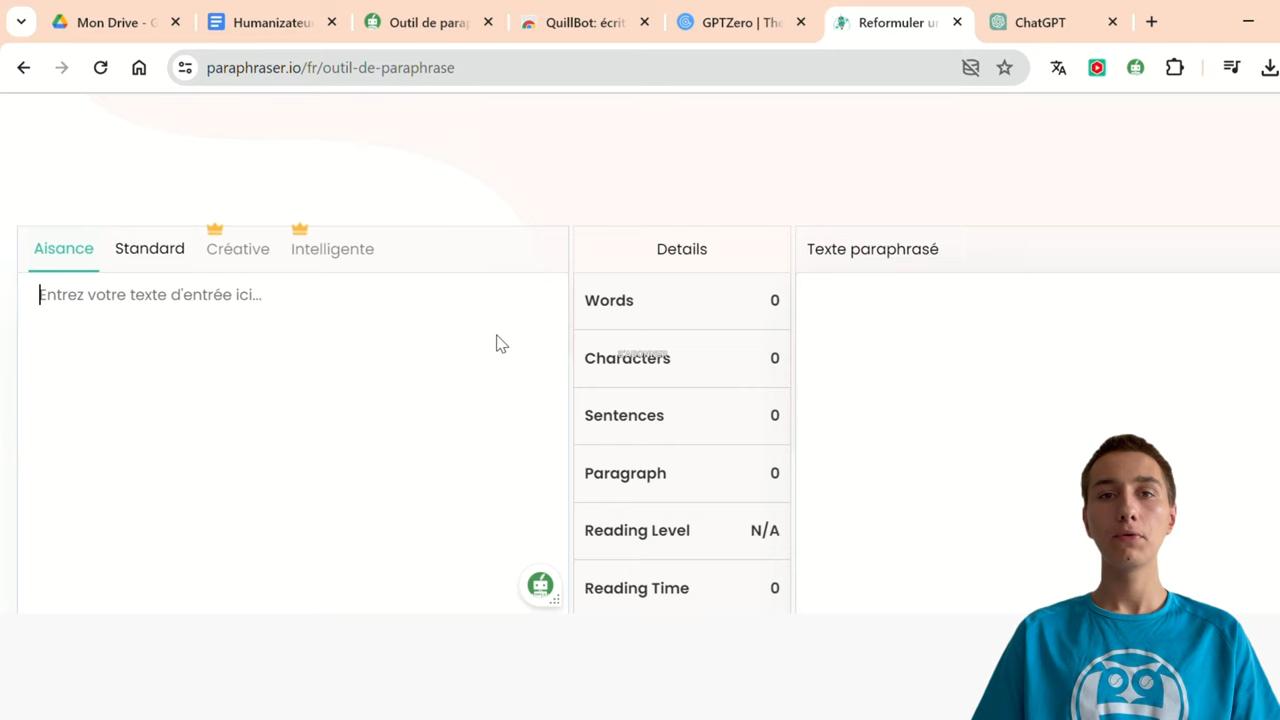 Mon Drive - G
Humanizateu
Outil de para
QuillBot: écrit
GPTZero | The
Reformuler u
ChatGPT
paraphraser.io/fr/outil-de-paraphrase
Aisance
Standard
Créative
Intelligente
Details
Texte paraphrasé
Entrez votre texte d'entrée ici...
Words 0
Characters 0
Sentences 0
Paragraph 0
Reading Level N/A
Reading Time 0